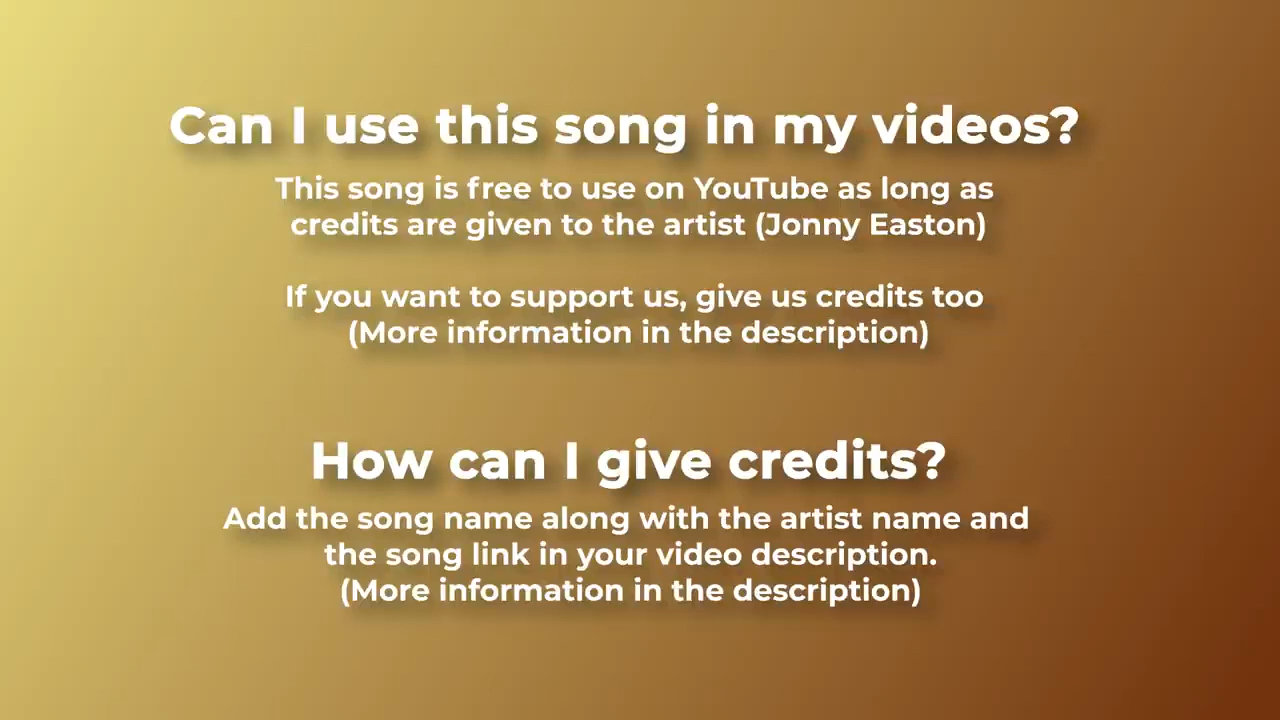 Can I use this song in my videos?
This song is free to use on YouTube as long as
credits are given to the artist (Jonny Easton)
If you want to support us, give us credits too
(More information in the description)
How can I give credits?
Add the song name along with the artist name and
the song link in your video description.
(More information in the description)